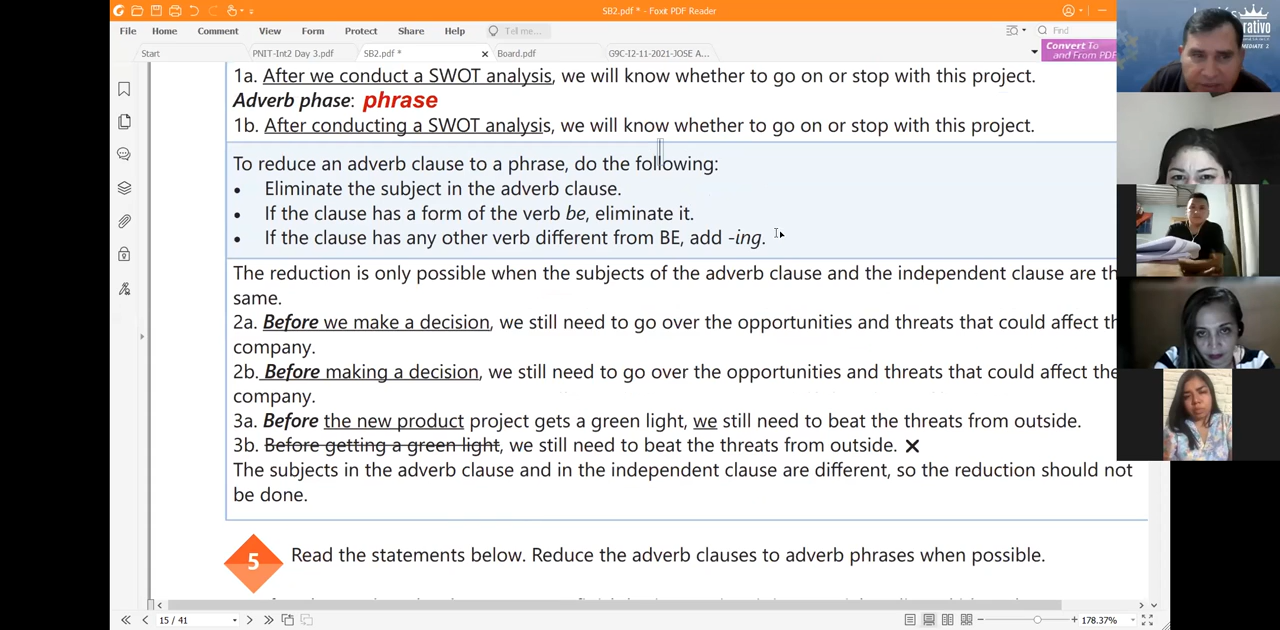 SB2.pdf * - Foxit PDF Reader
File Home View Comment Form Protect Share Help Tell me... Find
Start PNIT-Int2 Day 3.pdf SB2.pdf * Board.pdf G9C-I2-11-2021-JOSE A... Convert To
and From PDF
1a. After we conduct a SWOT analysis, we will know whether to go on or stop with this project.
Adverb phase: phrase
1b. After conducting a SWOT analysis, we will know whether to go on or stop with this project.
To reduce an adverb clause to a phrase, do the following:
• Eliminate the subject in the adverb clause.
• If the clause has a form of the verb be, eliminate it.
• If the clause has any other verb different from BE, add -ing.
The reduction is only possible when the subjects of the adverb clause and the independent clause are th
same.
2a. Before we make a decision, we still need to go over the opportunities and threats that could affect th
company.
2b. Before making a decision, we still need to go over the opportunities and threats that could affect the
company.
3a. Before the new product project gets a green light, we still need to beat the threats from outside.
3b. Before getting a green light, we still need to beat the threats from outside. ✕
The subjects in the adverb clause and in the independent clause are different, so the reduction should not
be done.
5 Read the statements below. Reduce the adverb clauses to adverb phrases when possible.
15 / 41 178.37%